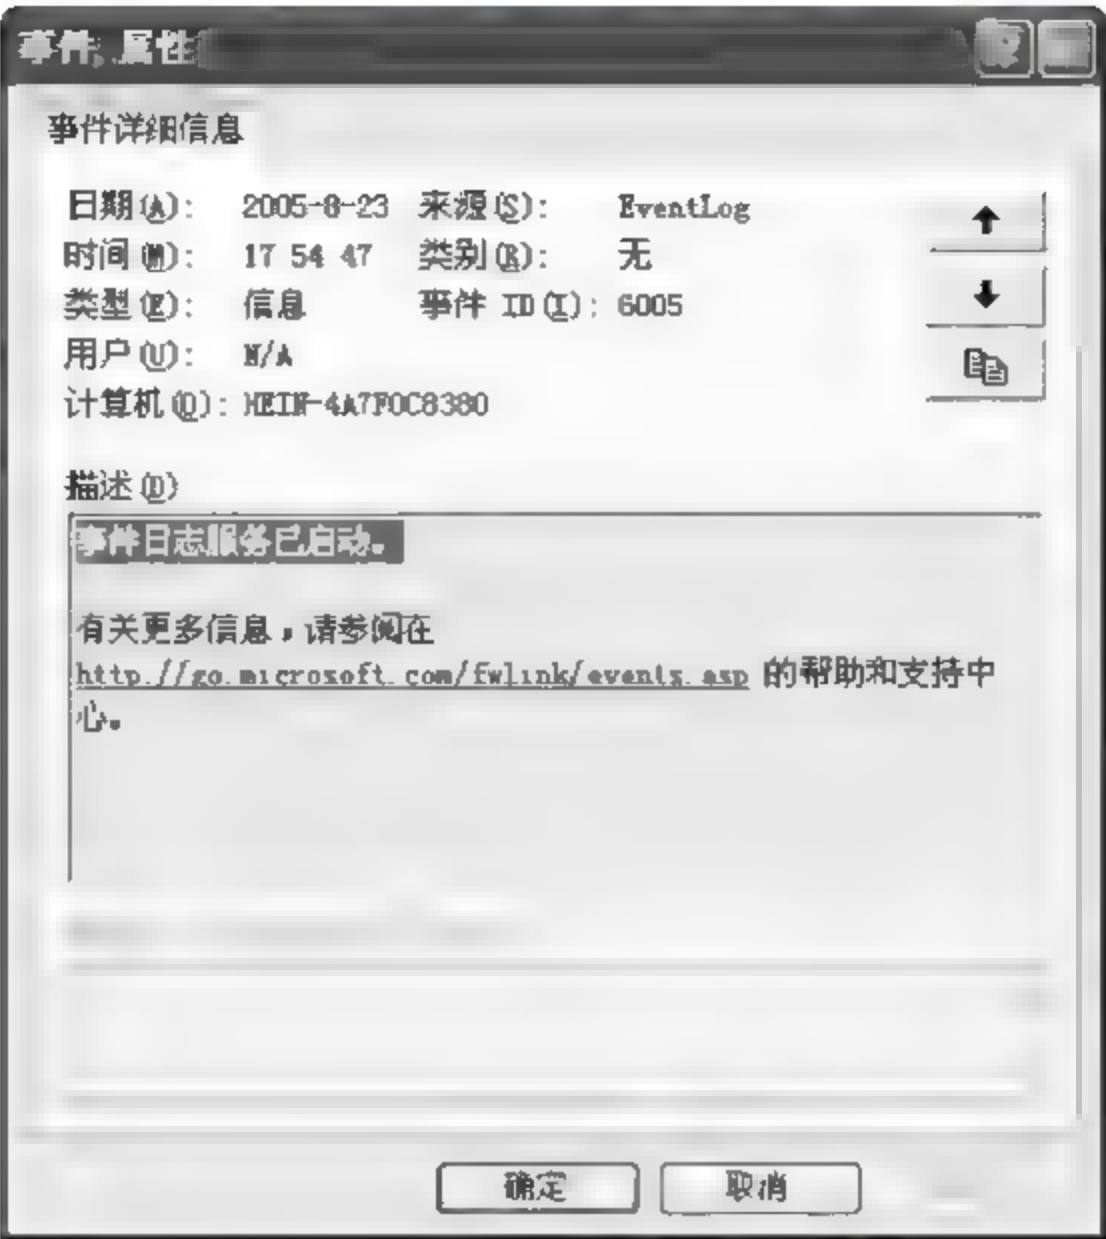 事件 属性
事件详细信息
日期(A): 2005-8-23 来源(S): EventLog
时间(M): 17 54 47 类别(R): 无
类型(E): 信息 事件 ID(I): 6005
用户(U): N/A
计算机(O): HEIN-4A7F0C8380
描述(D)
事件日志服务已启动。
有关更多信息，请参阅在
http://go.microsoft.com/fwlink/events.asp 的帮助和支持中
心。
确定 取消